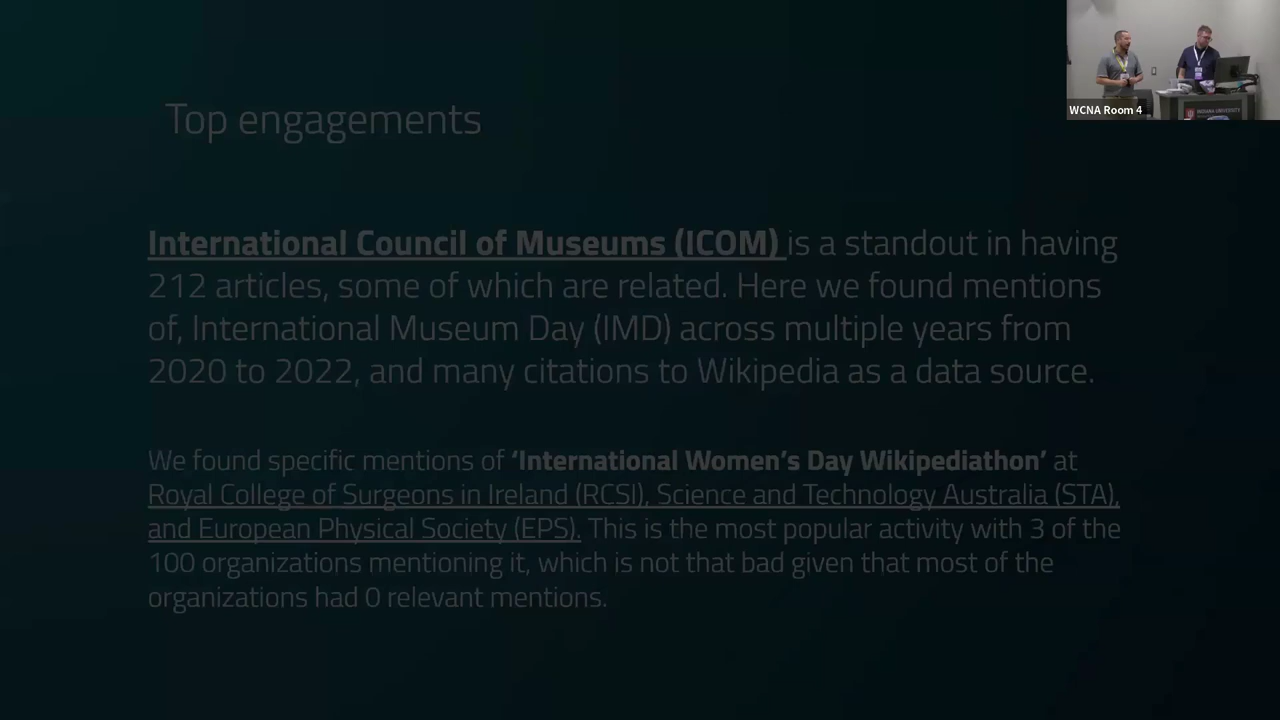 WCNA Room 4
INDIANA UNIVERSITY
Top engagements
International Council of Museums (ICOM) is a standout in having
212 articles, some of which are related. Here we found mentions
of, International Museum Day (IMD) across multiple years from
2020 to 2022, and many citations to Wikipedia as a data source.
We found specific mentions of ‘International Women’s Day Wikipediathon’ at
Royal College of Surgeons in Ireland (RCSI), Science and Technology Australia (STA),
and European Physical Society (EPS). This is the most popular activity with 3 of the
100 organizations mentioning it, which is not that bad given that most of the
organizations had 0 relevant mentions.